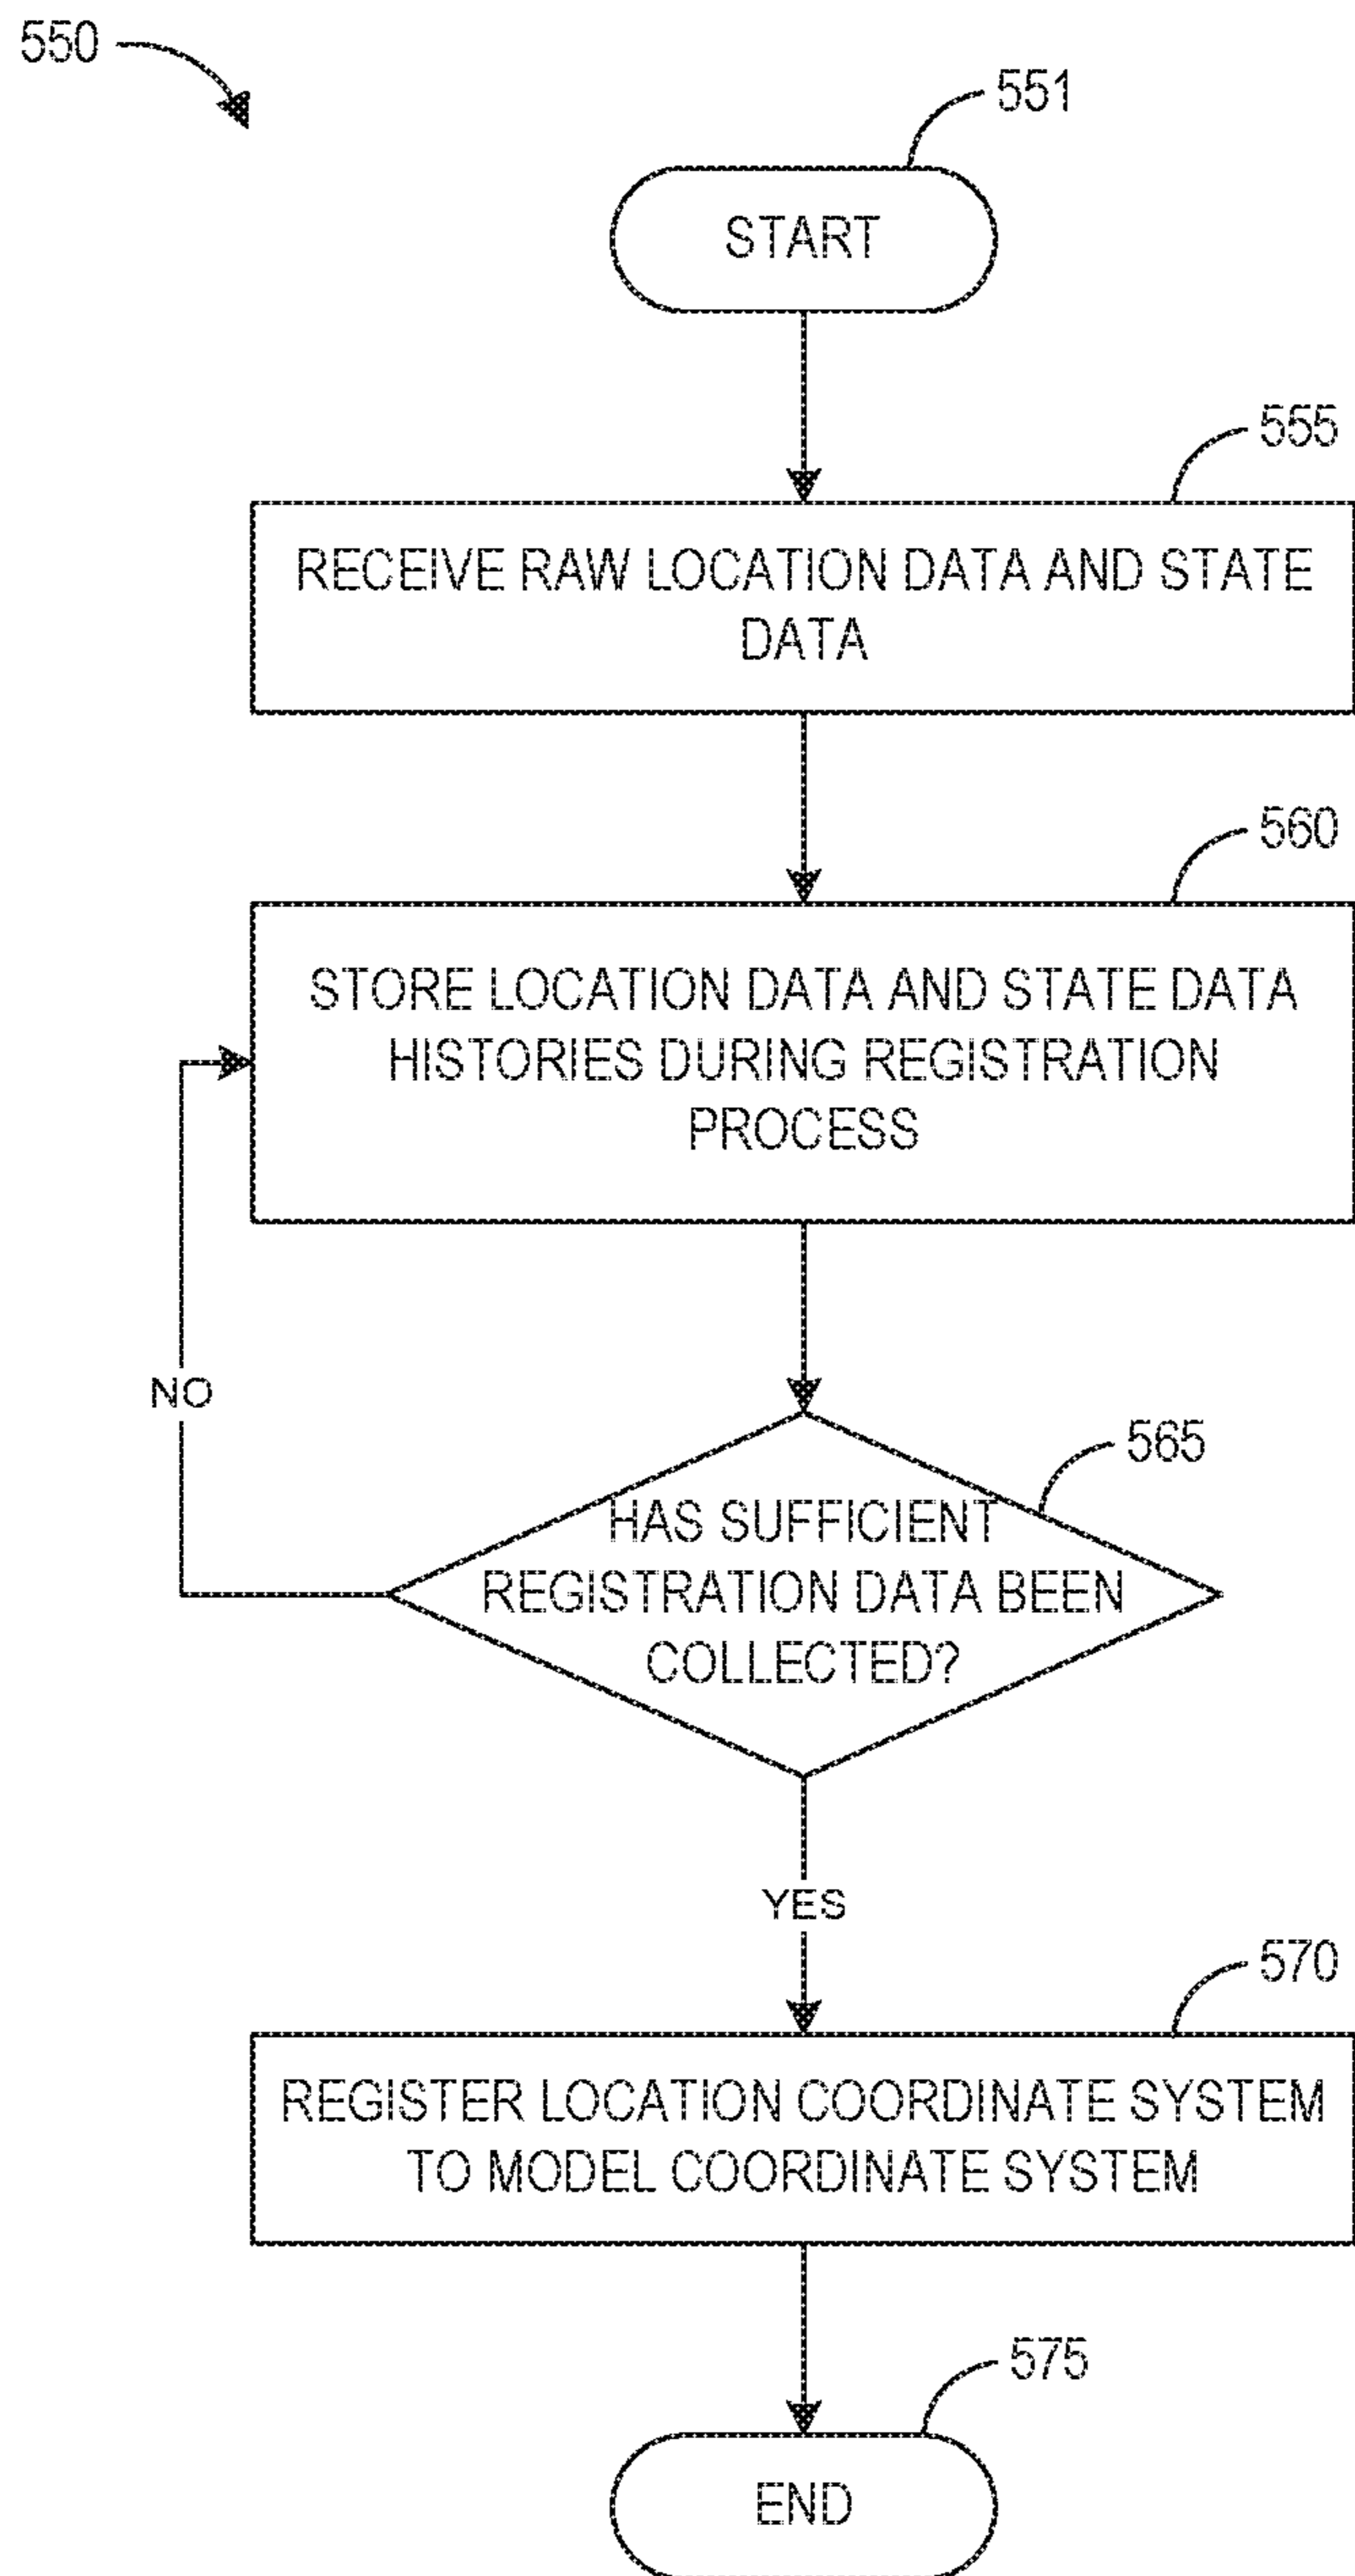 550
551
START
555
RECEIVE RAW LOCATION DATA AND STATE
DATA
560
STORE LOCATION DATA AND STATE DATA
HISTORIES DURING REGISTRATION
PROCESS
NO
565
HAS SUFFICIENT
REGISTRATION DATA BEEN
COLLECTED?
YES
570
REGISTER LOCATION COORDINATE SYSTEM
TO MODEL COORDINATE SYSTEM
575
END